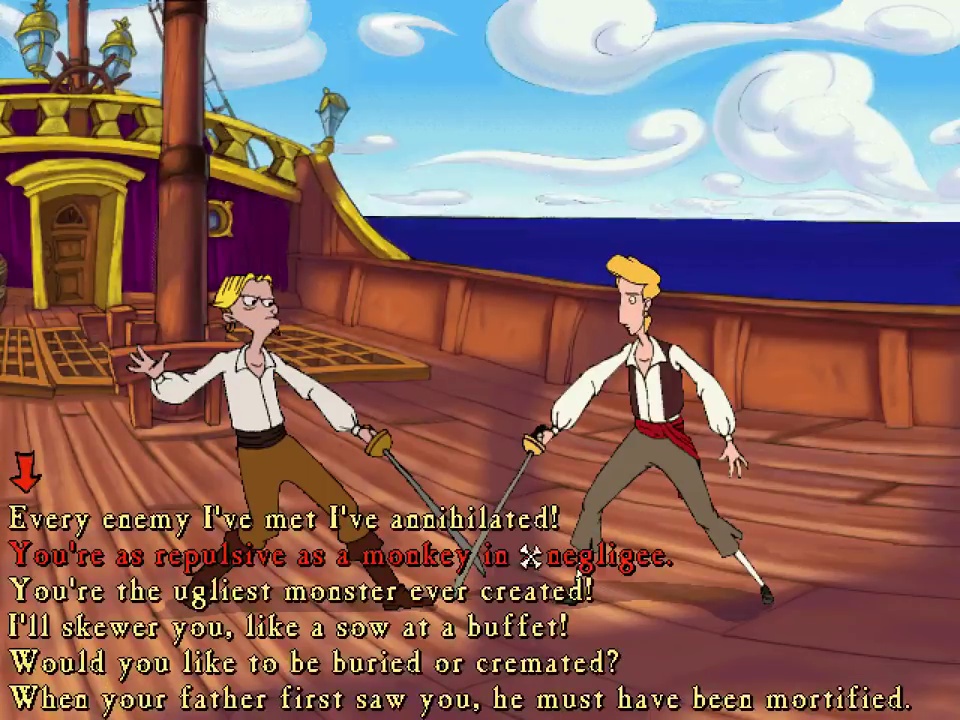 Every enemy I've met I've annihilated!
You're as repulsive as a monkey in negligee.
You're the ugliest monster ever created!
I'll skewer you, like a sow at a buffet!
Would you like to be buried or cremated?
When your father first saw you, he must have been mortified.